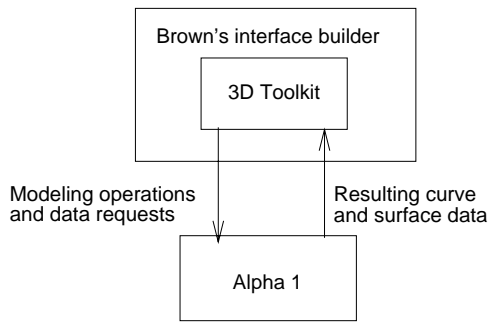 Brown's interface builder
3D Toolkit
Modeling operations
and data requests
Resulting curve
and surface data
Alpha 1